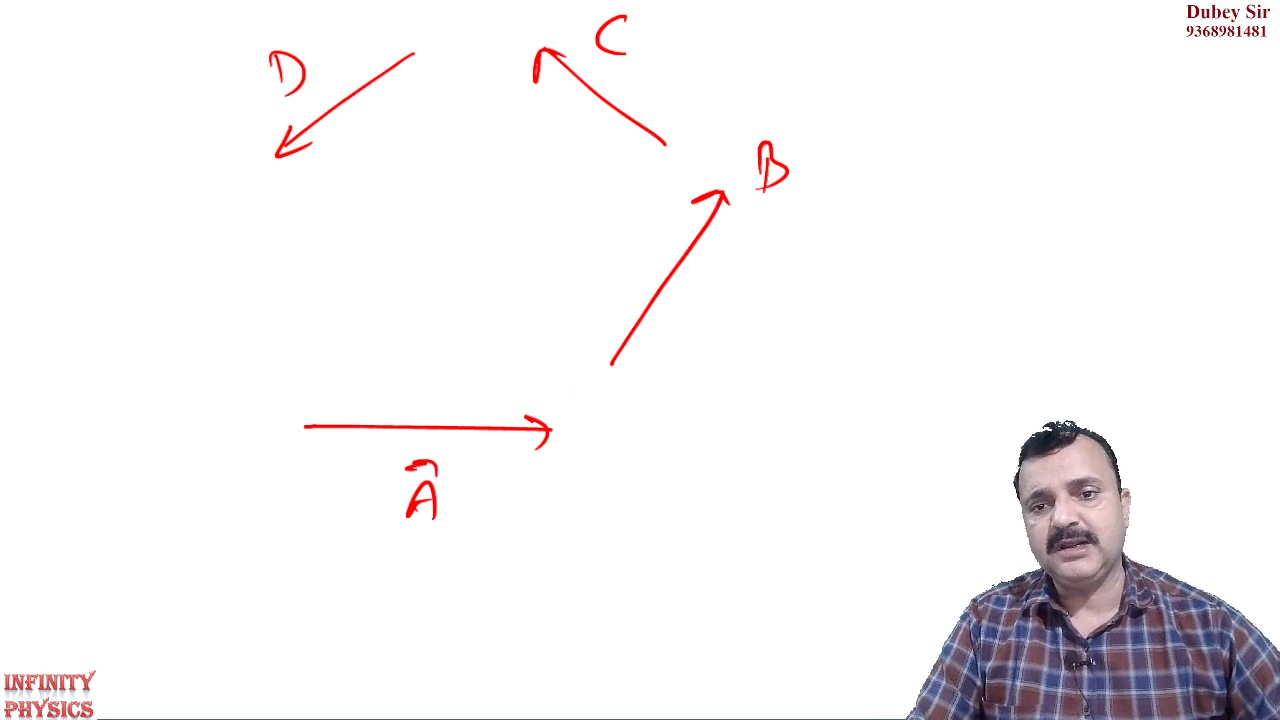 Dubey Sir
9368981481
C
D
B
A⃗
INFINITY
PHYSICS